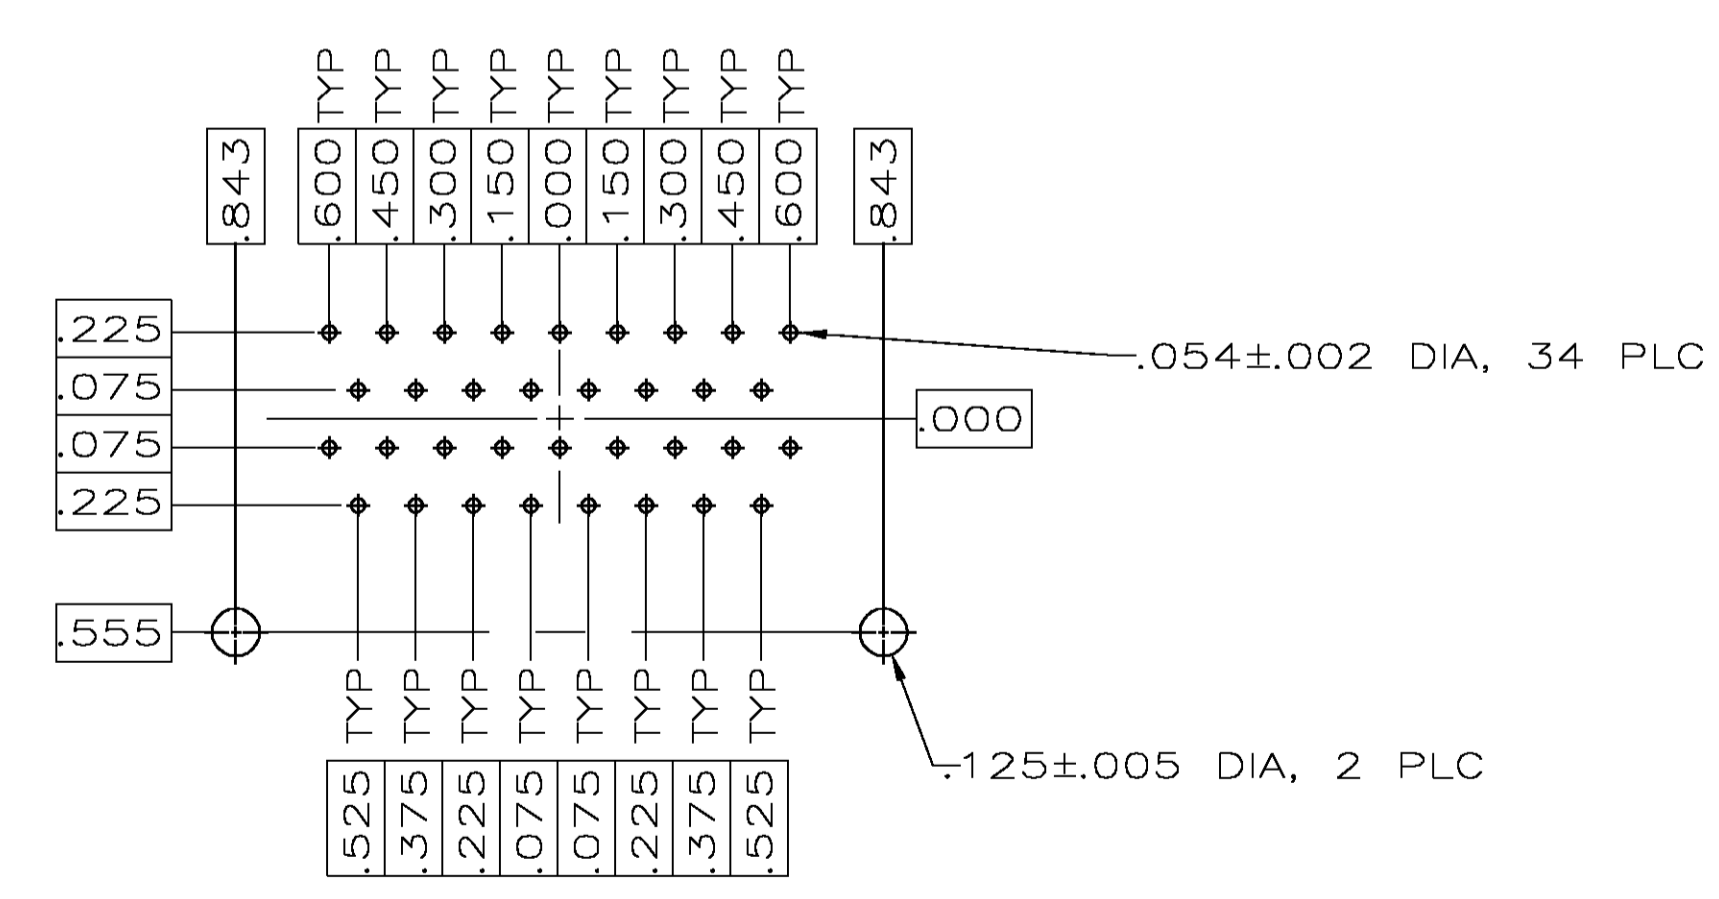 TYP TYP TYP TYP TYP TYP TYP TYP TYP
.843 .600 .450 .300 .150 .000 .150 .300 .450 .600 .843
.225
.054±.002 DIA, 34 PLC
.075
.000
.075
.225
.555
TYP TYP TYP TYP TYP TYP TYP TYP
.125±.005 DIA, 2 PLC
.525 .375 .225 .075 .075 .225 .375 .525